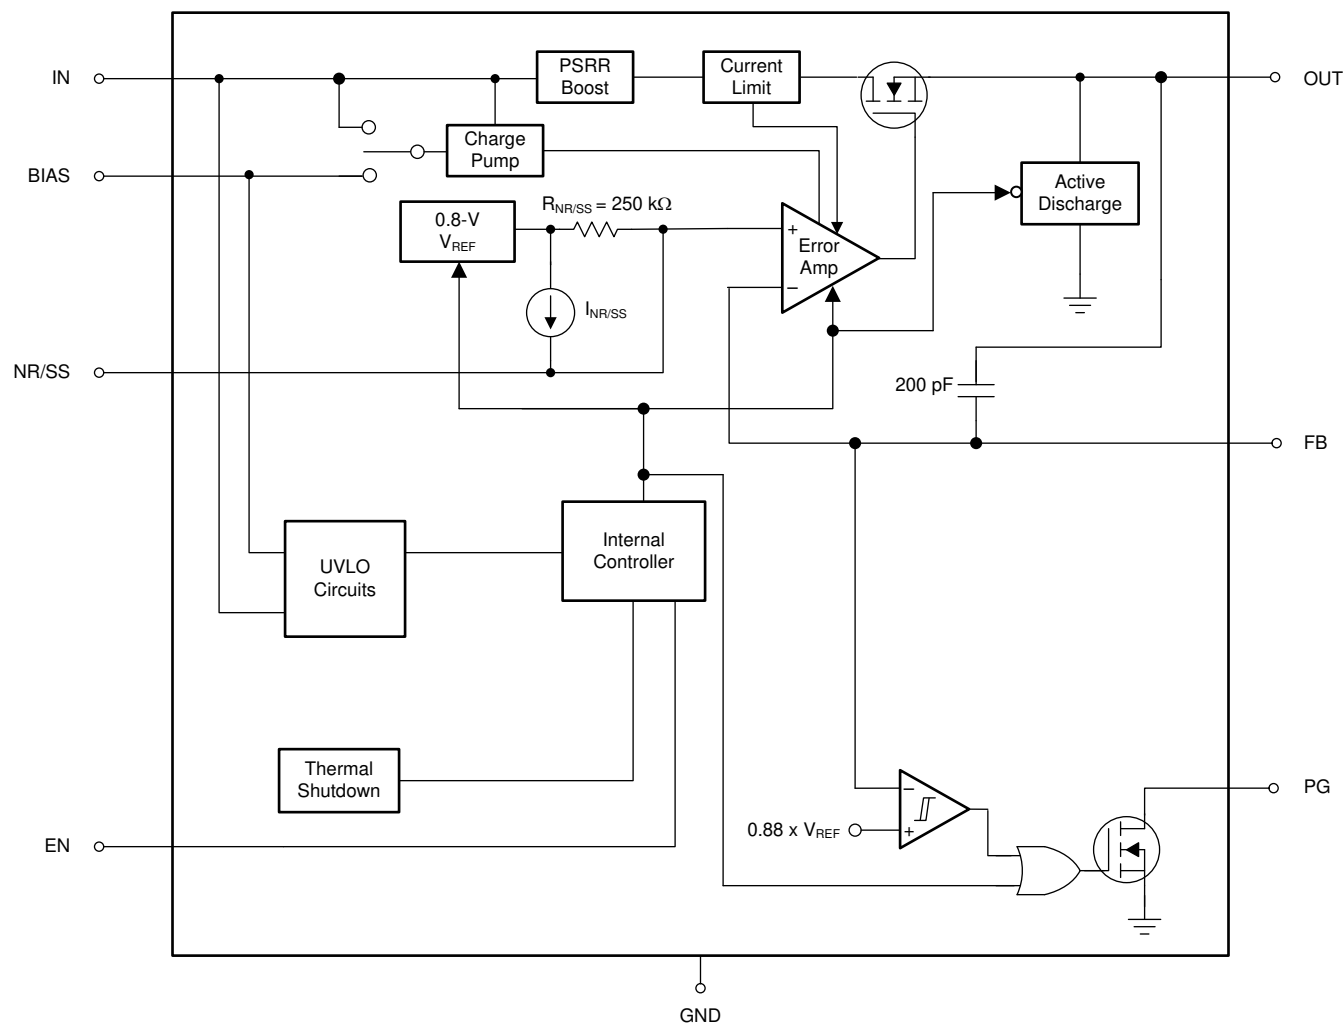 IN
PSRR
Boost
Current
Limit
OUT
Charge
Pump
BIAS
Active
Discharge
0.8-V
VREF
RNR/SS = 250 kΩ
+
Error
Amp
−
INR/SS
NR/SS
200 pF
FB
Internal
Controller
UVLO
Circuits
Thermal
Shutdown
−
+
0.88 x VREF
PG
EN
GND